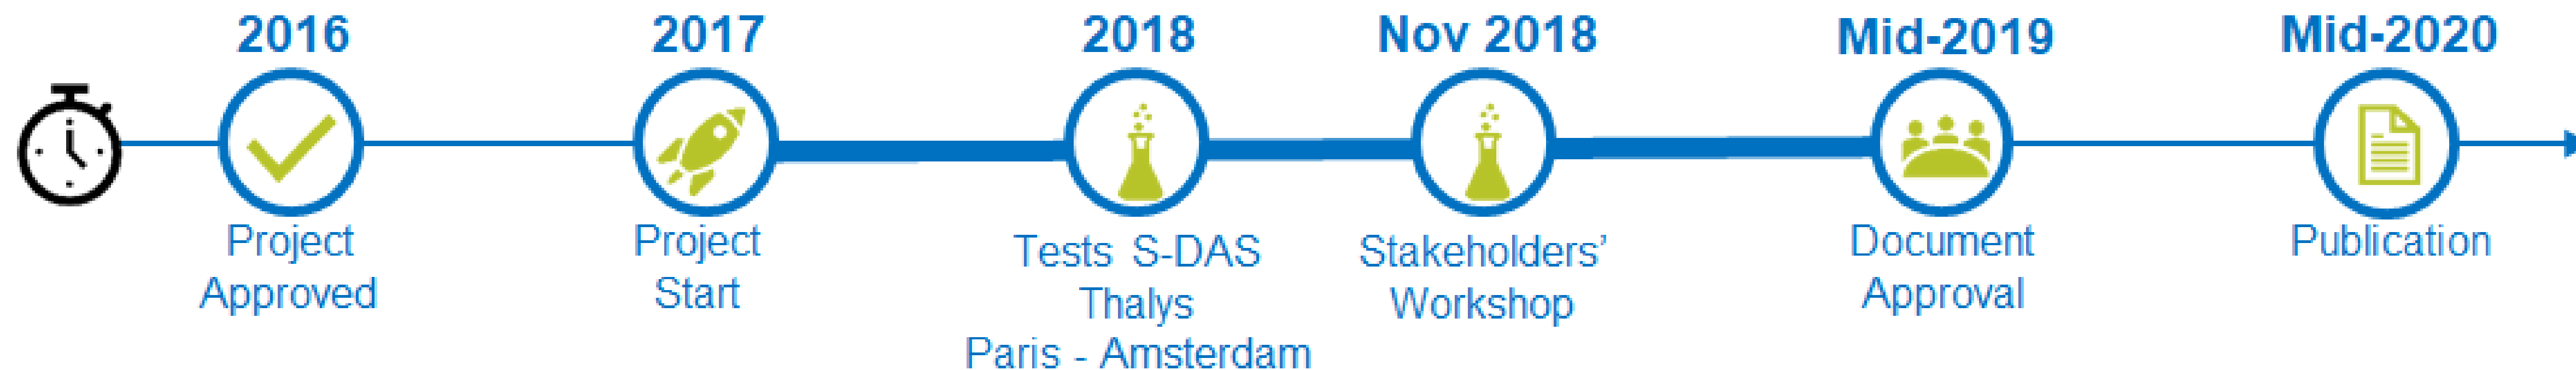 2016
Project
Approved
2017
Project
Start
2018
Tests S-DAS
Thalys
Paris - Amsterdam
Nov 2018
Stakeholders’
Workshop
Mid-2019
Document
Approval
Mid-2020
Publication